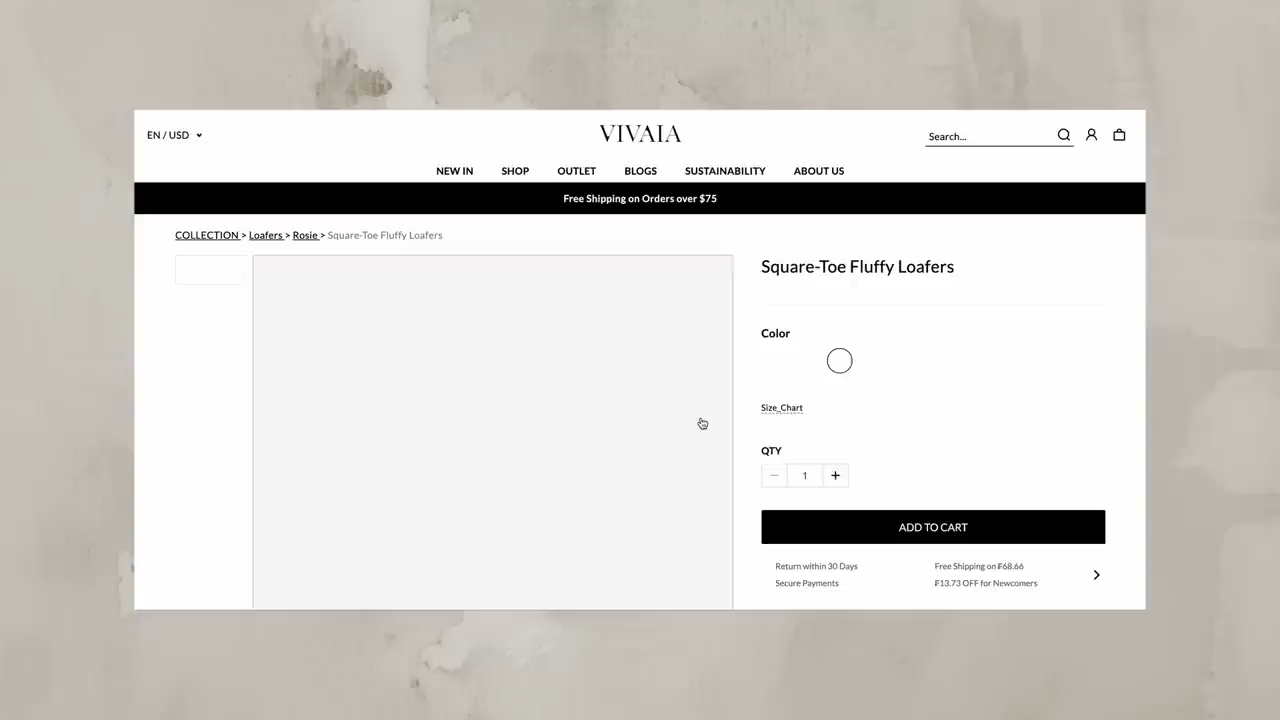 EN / USD
VIVAIA
Search...
NEW IN SHOP OUTLET BLOGS SUSTAINABILITY ABOUT US
Free Shipping on Orders over $75
COLLECTION > Loafers > Rosie > Square-Toe Fluffy Loafers
Square-Toe Fluffy Loafers
Color
Size_Chart
QTY
1
ADD TO CART
Return within 30 Days
Free Shipping on ₣68.66
Secure Payments
₣13.73 OFF for Newcomers